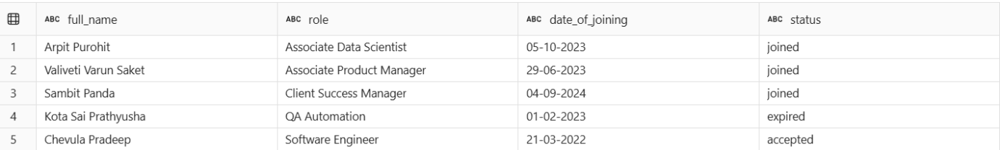 ABC full_name ABC role ABC date_of_joining ABC status
1 Arpit Purohit Associate Data Scientist 05-10-2023 joined
2 Valiveti Varun Saket Associate Product Manager 29-06-2023 joined
3 Sambit Panda Client Success Manager 04-09-2024 joined
4 Kota Sai Prathyusha QA Automation 01-02-2023 expired
5 Chevula Pradeep Software Engineer 21-03-2022 accepted